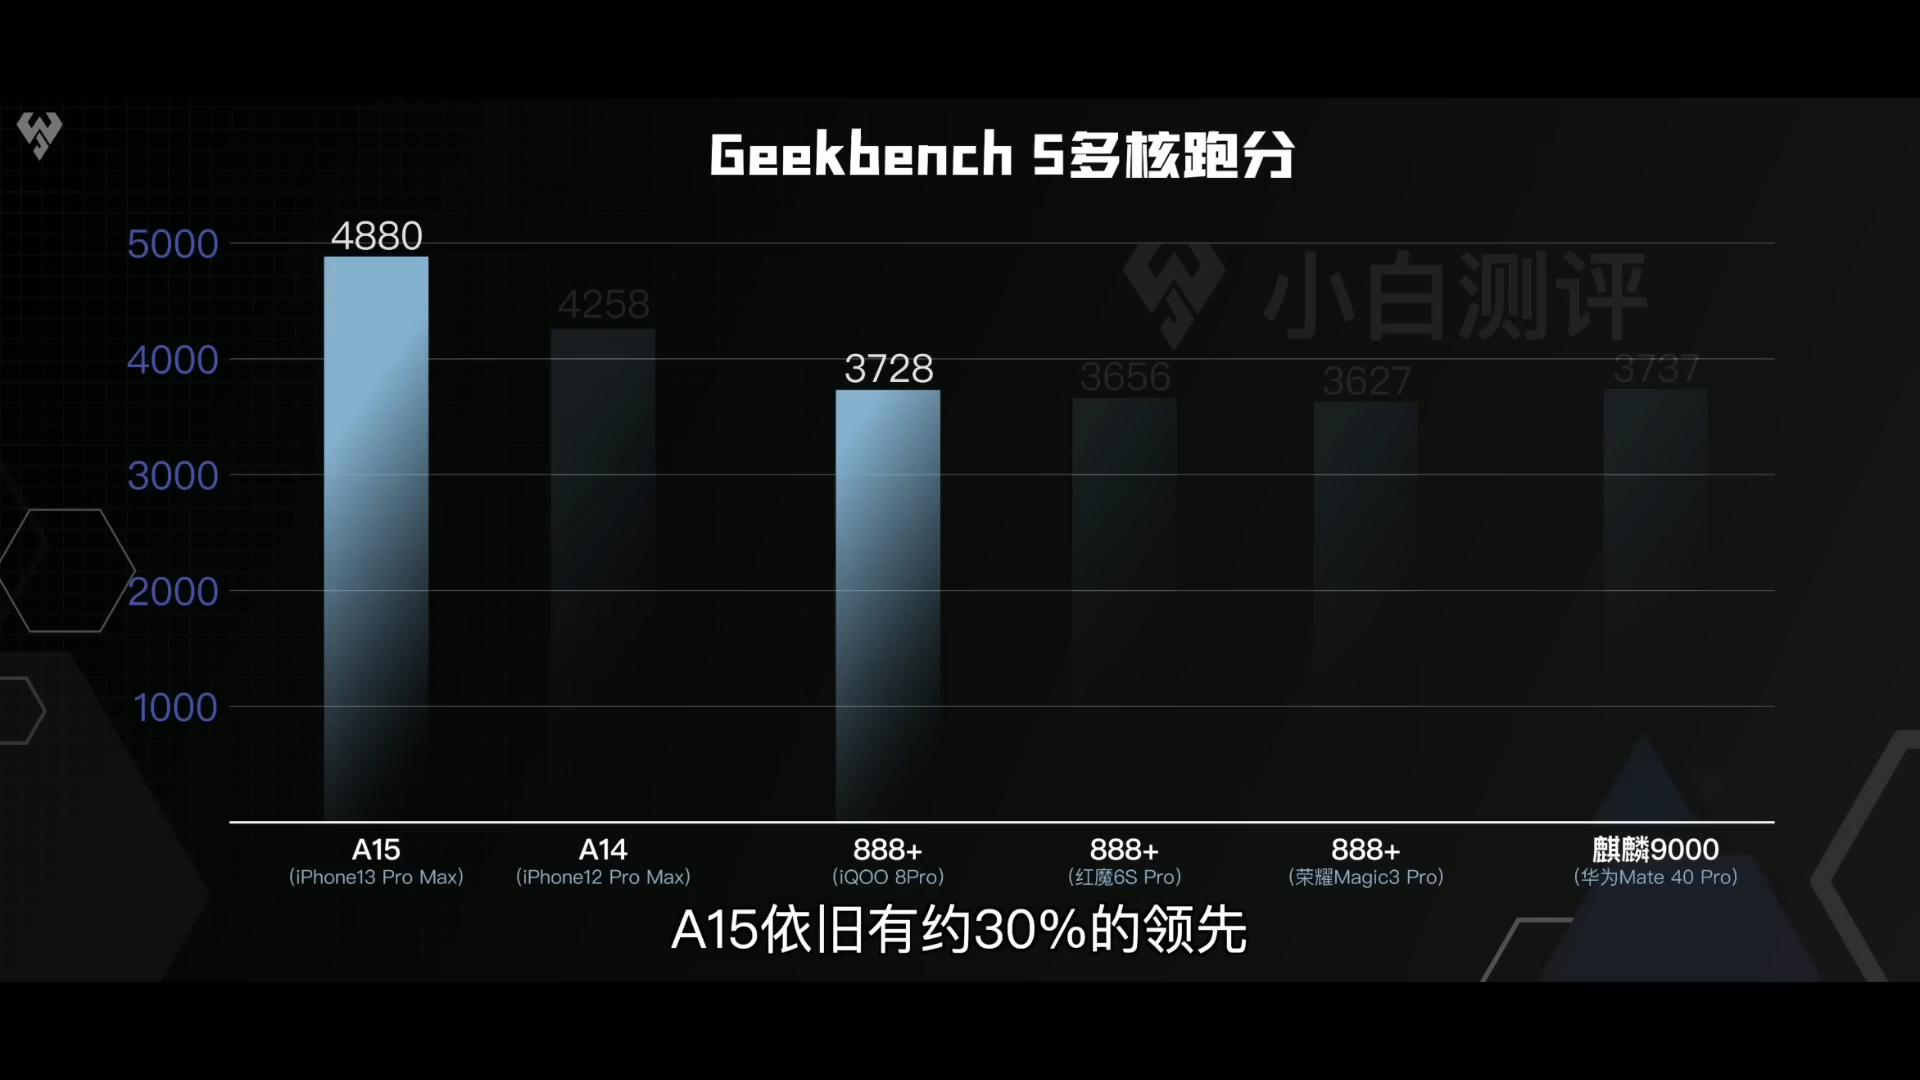 Geekbench 5多核跑分
小白测评
5000
4000
3000
2000
1000
4880
4258
3728
3656
3627
3737
A15
(iPhone13 Pro Max)
A14
(iPhone12 Pro Max)
888+
(iQOO 8Pro)
888+
(红魔6S Pro)
888+
(荣耀Magic3 Pro)
麒麟9000
(华为Mate 40 Pro)
A15依旧有约30%的领先